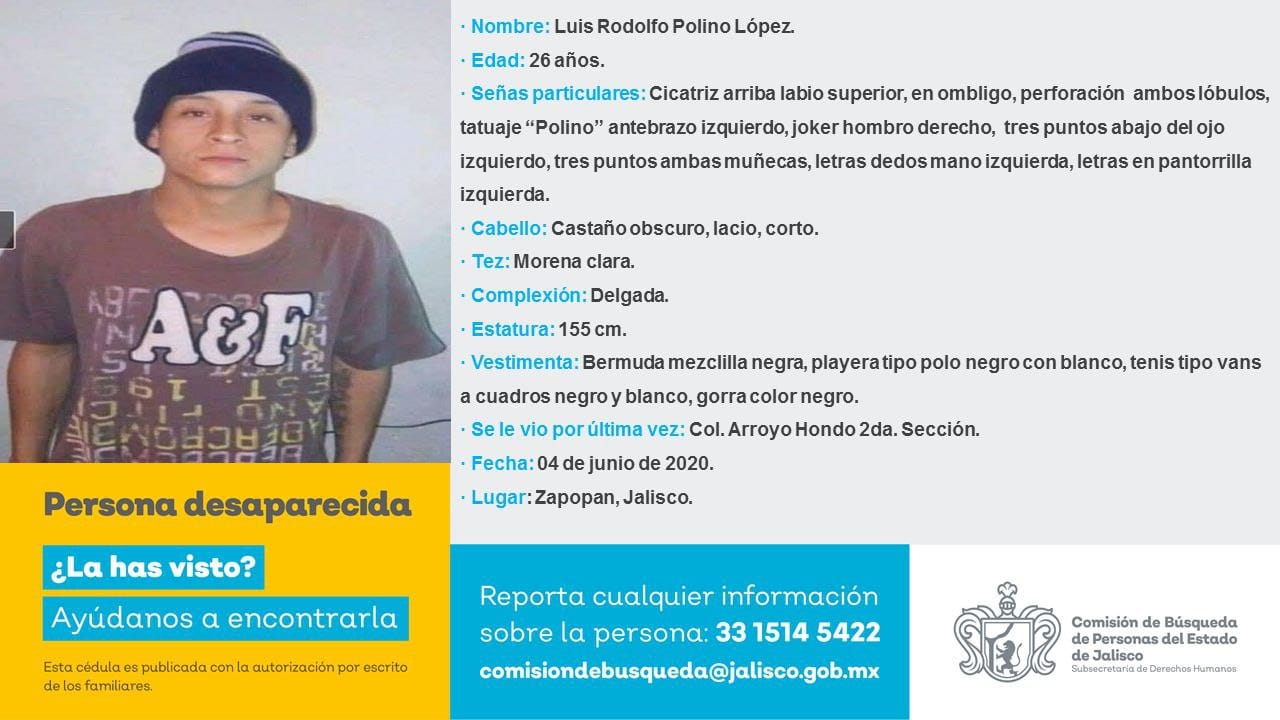 · Nombre: Luis Rodolfo Polino López.
· Edad: 26 años.
· Señas particulares: Cicatriz arriba labio superior, en ombligo, perforación ambos lóbulos,
tatuaje “Polino” antebrazo izquierdo, joker hombro derecho, tres puntos abajo del ojo
izquierdo, tres puntos ambas muñecas, letras dedos mano izquierda, letras en pantorrilla
izquierda.
· Cabello: Castaño obscuro, lacio, corto.
· Tez: Morena clara.
· Complexión: Delgada.
· Estatura: 155 cm.
· Vestimenta: Bermuda mezclilla negra, playera tipo polo negro con blanco, tenis tipo vans
a cuadros negro y blanco, gorra color negro.
· Se le vio por última vez: Col. Arroyo Hondo 2da. Sección.
· Fecha: 04 de junio de 2020.
· Lugar: Zapopan, Jalisco.
A&F
Persona desaparecida
¿La has visto?
Ayúdanos a encontrarla
Esta cédula es publicada con la autorización por escrito
de los familiares.
Reporta cualquier información
sobre la persona: 33 1514 5422
comisiondebusqueda@jalisco.gob.mx
Comisión de Búsqueda
de Personas del Estado
de Jalisco
Subsecretaría de Derechos Humanos